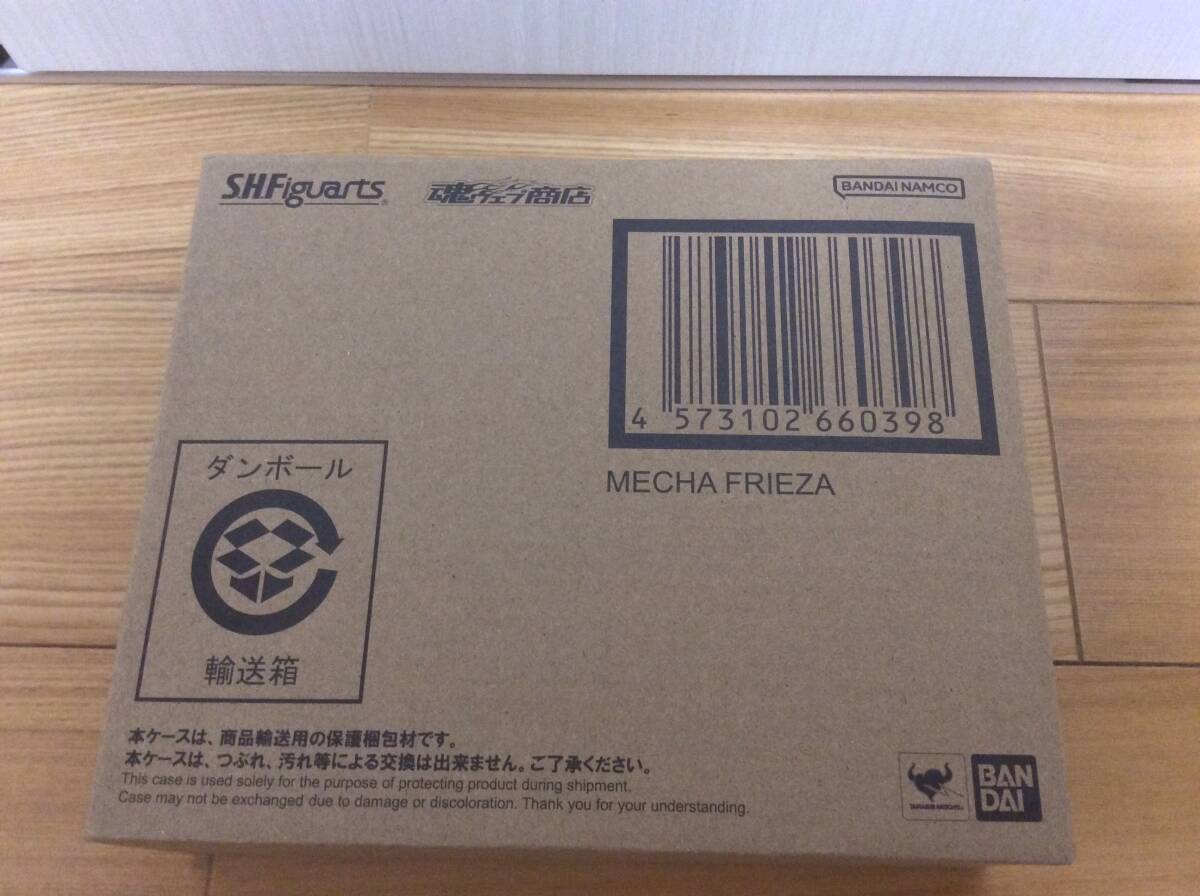 S.H.Figuarts
魂ウェブ商店
BANDAI NAMCO
4 573102 660398
MECHA FRIEZA
ダンボール
輸送箱
本ケースは、商品輸送用の保護梱包材です。
本ケースは、つぶれ、汚れ等による交換は出来ません。ご了承ください。
This case is used solely for the purpose of protecting product during shipment.
Case may not be exchanged due to damage or discoloration. Thank you for your understanding.
BAN
DAI